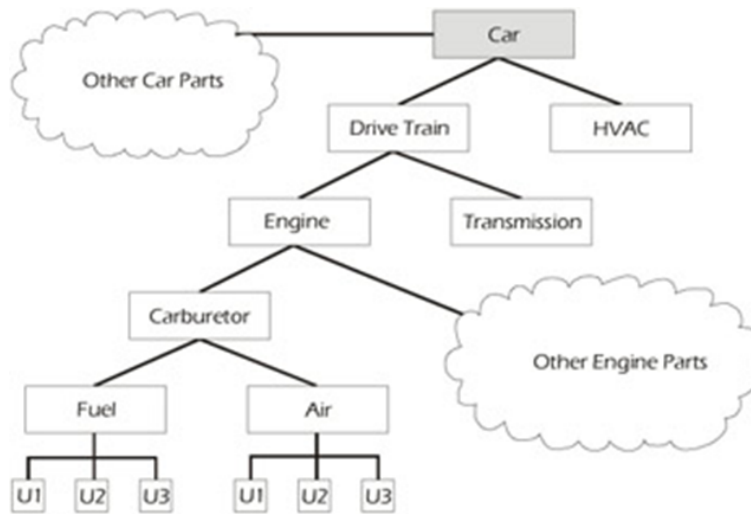 Car
Other Car Parts
Drive Train
HVAC
Engine
Transmission
Carburetor
Other Engine Parts
Fuel
Air
U1 U2 U3 U1 U2 U3